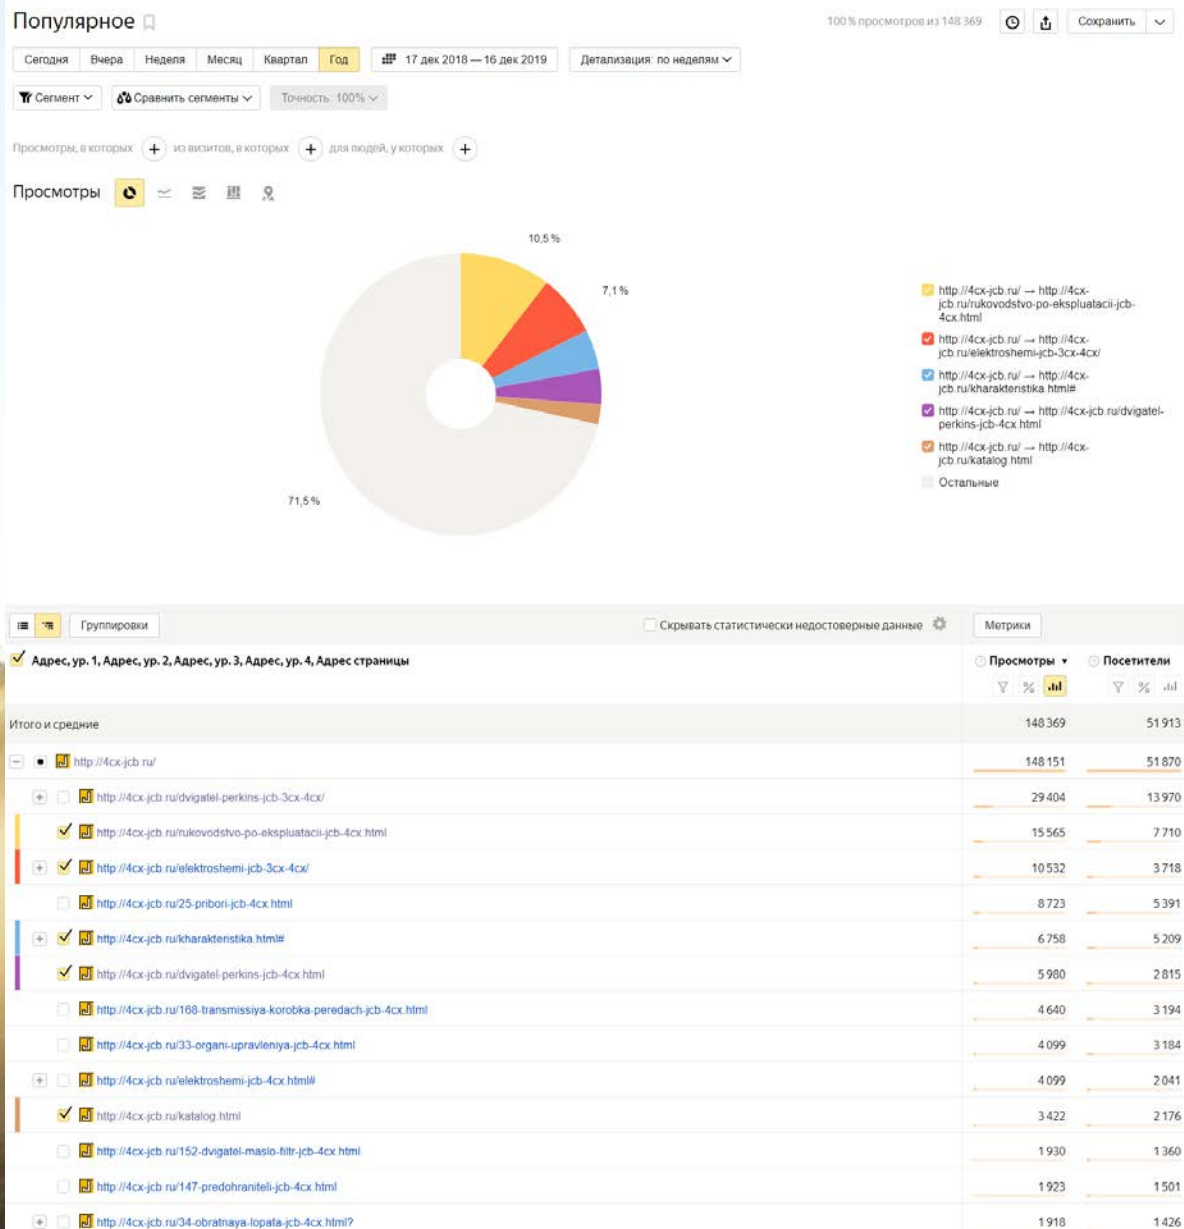 Популярное
100 % просмотров из 148 369
Сохранить
Сегодня Вчера Неделя Месяц Квартал Год 17 дек 2018 — 16 дек 2019 Детализация: по неделям
Сегмент Сравнить сегменты Точность: 100%
Просмотры, в которых + из визитов, в которых + для людей, у которых +
Просмотры
10,5 %
7,1 %
71,5 %
http://4cx-jcb.ru/ → http://4cx-
jcb.ru/rukovodstvo-po-ekspluatacii-jcb-
4cx.html
http://4cx-jcb.ru/ → http://4cx-
jcb.ru/elektroshemi-jcb-3cx-4cx/
http://4cx-jcb.ru/ → http://4cx-
jcb.ru/kharakteristika.html#
http://4cx-jcb.ru/ → http://4cx-jcb.ru/dvigatel-
perkins-jcb-4cx.html
http://4cx-jcb.ru/ → http://4cx-
jcb.ru/katalog.html
Остальные
Группировки Скрывать статистически недостоверные данные Метрики
Адрес, ур. 1, Адрес, ур. 2, Адрес, ур. 3, Адрес, ур. 4, Адрес страницы Просмотры Посетители
% %
Итого и средние 148 369 51 913
http://4cx-jcb.ru/ 148 151 51 870
http://4cx-jcb.ru/dvigatel-perkins-jcb-3cx-4cx/ 29 404 13 970
http://4cx-jcb.ru/rukovodstvo-po-ekspluatacii-jcb-4cx.html 15 565 7 710
http://4cx-jcb.ru/elektroshemi-jcb-3cx-4cx/ 10 532 3 718
http://4cx-jcb.ru/25-pribori-jcb-4cx.html 8 723 5 391
http://4cx-jcb.ru/kharakteristika.html# 6 758 5 209
http://4cx-jcb.ru/dvigatel-perkins-jcb-4cx.html 5 980 2 815
http://4cx-jcb.ru/168-transmissiya-korobka-peredach-jcb-4cx.html 4 640 3 194
http://4cx-jcb.ru/33-organi-upravleniya-jcb-4cx.html 4 099 3 184
http://4cx-jcb.ru/elektroshemi-jcb-4cx.html# 4 099 2 041
http://4cx-jcb.ru/katalog.html 3 422 2 176
http://4cx-jcb.ru/152-dvigatel-maslo-filtr-jcb-4cx.html 1 930 1 360
http://4cx-jcb.ru/147-predohraniteli-jcb-4cx.html 1 923 1 501
http://4cx-jcb.ru/34-obratnaya-lopata-jcb-4cx.html? 1 918 1 426